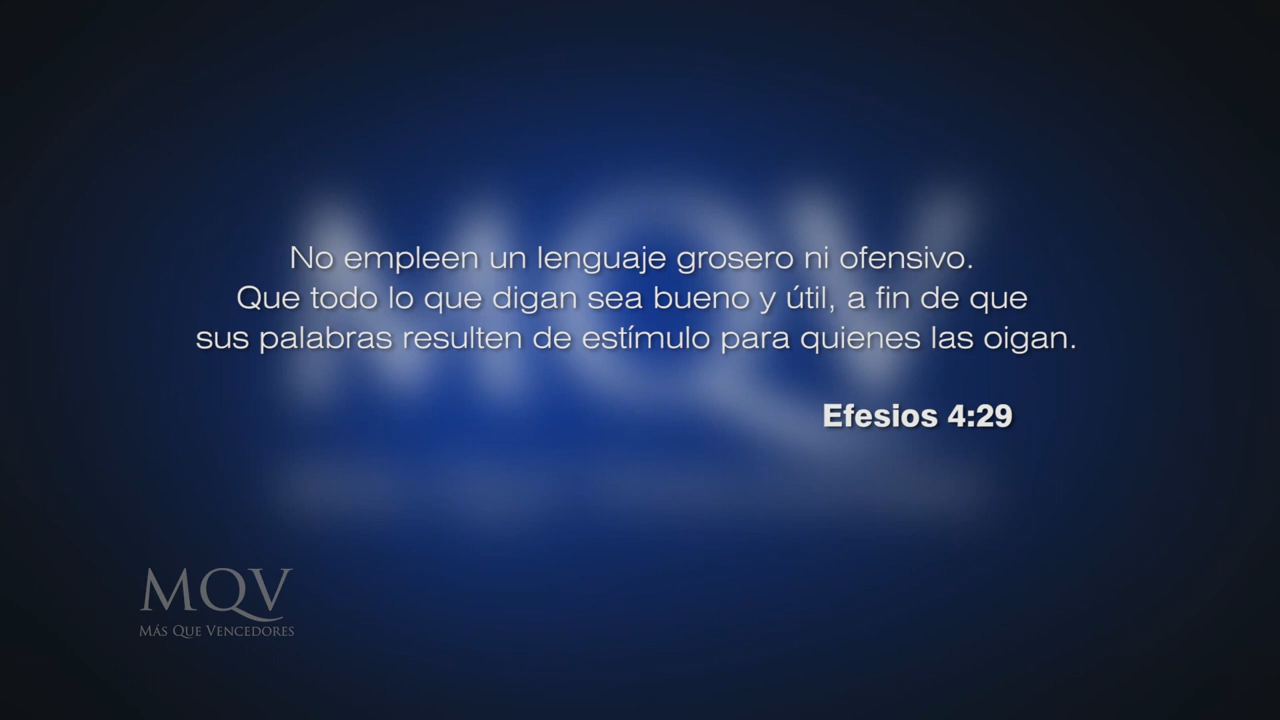 No empleen un lenguaje grosero ni ofensivo.
Que todo lo que digan sea bueno y útil, a fin de que
sus palabras resulten de estímulo para quienes las oigan.
Efesios 4:29
MQV
MÁS QUE VENCEDORES